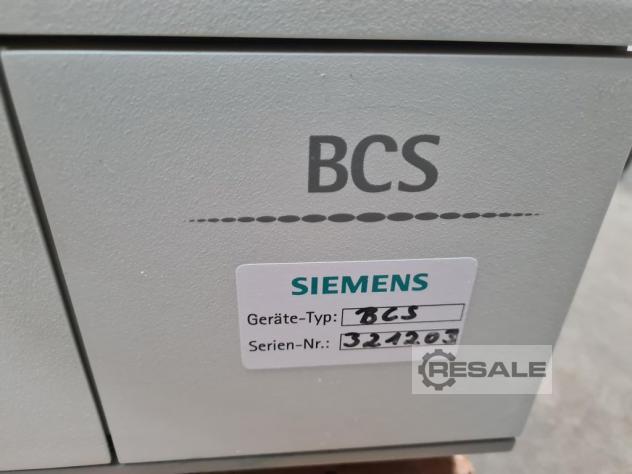 BCS
SIEMENS
Geräte-Typ: BCS
Serien-Nr.: 321203
RESALE